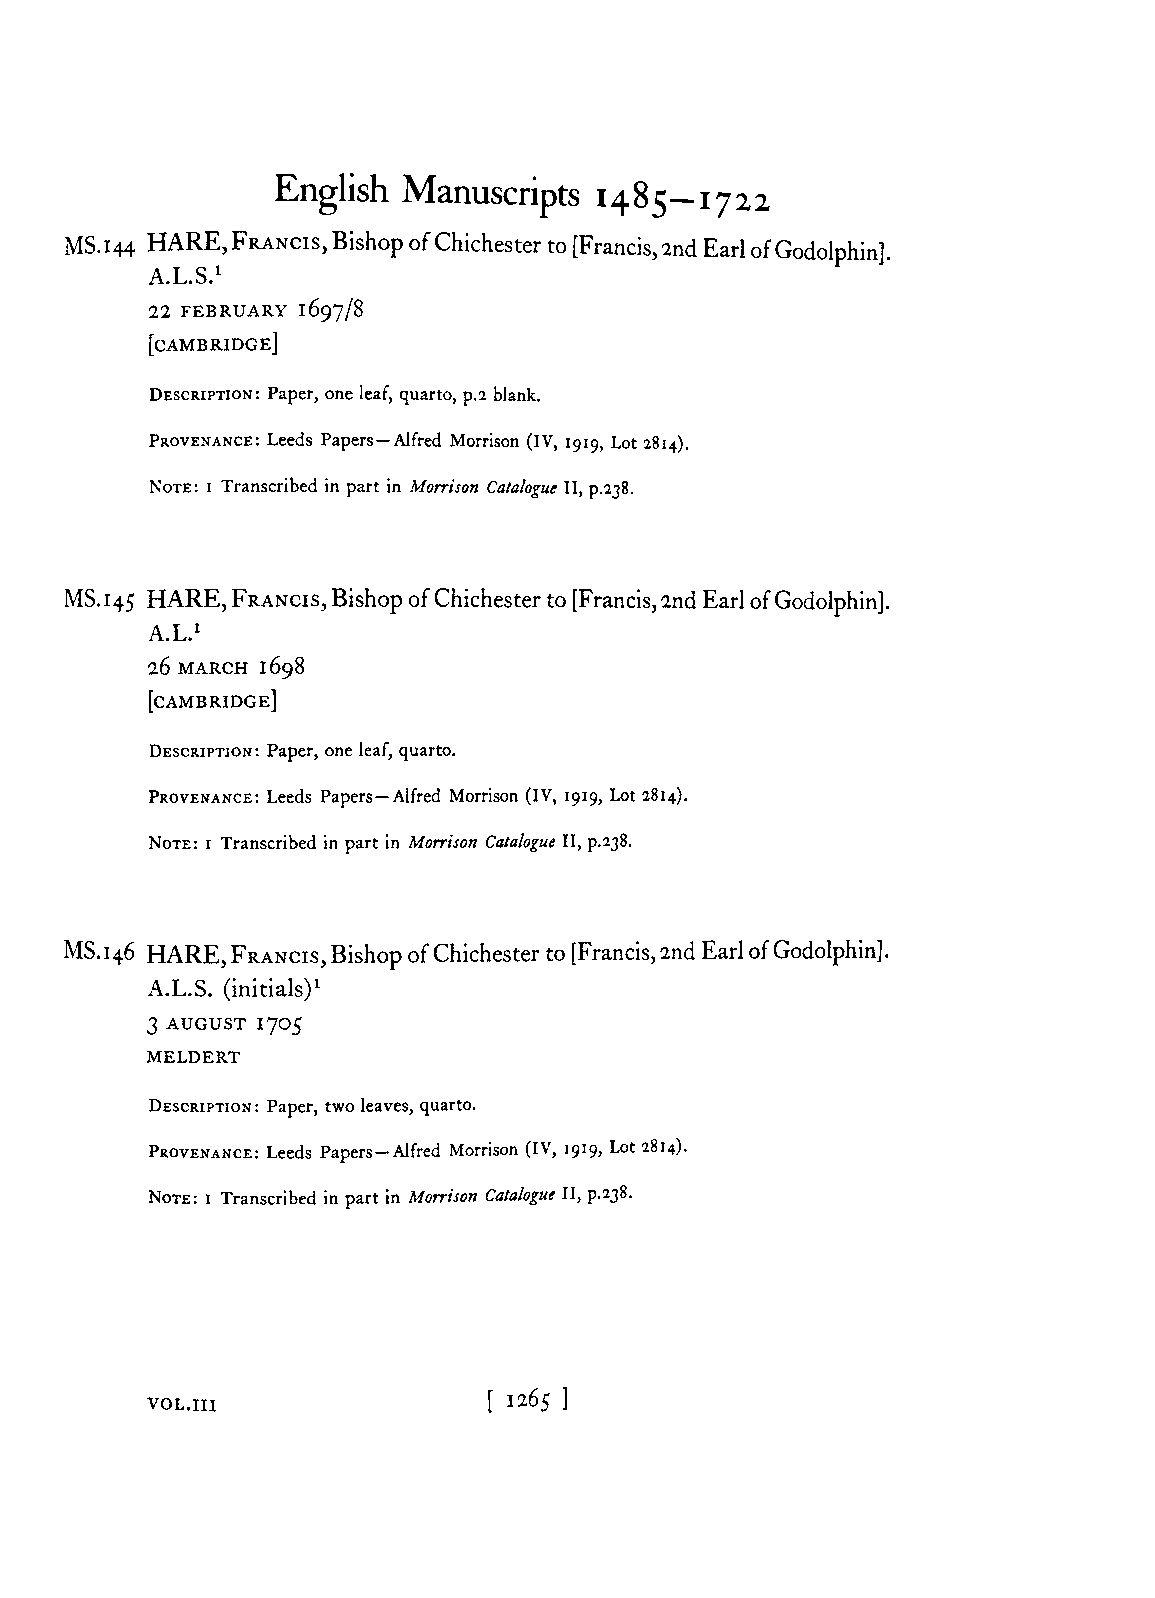 English Manuscripts 1485—1722
MS.144 HARE, FRANCIS, Bishop of Chichester to [Francis, 2nd Earl of Godolphin].
A.L.S.¹
22 FEBRUARY 1697/8
[CAMBRIDGE]
DESCRIPTION: Paper, one leaf, quarto, p.2 blank.
PROVENANCE: Leeds Papers—Alfred Morrison (IV, 1919, Lot 2814).
NOTE: 1 Transcribed in part in Morrison Catalogue II, p.238.
MS.145 HARE, FRANCIS, Bishop of Chichester to [Francis, 2nd Earl of Godolphin].
A.L.¹
26 MARCH 1698
[CAMBRIDGE]
DESCRIPTION: Paper, one leaf, quarto.
PROVENANCE: Leeds Papers—Alfred Morrison (IV, 1919, Lot 2814).
NOTE: 1 Transcribed in part in Morrison Catalogue II, p.238.
MS.146 HARE, FRANCIS, Bishop of Chichester to [Francis, 2nd Earl of Godolphin].
A.L.S. (initials)¹
3 AUGUST 1705
MELDERT
DESCRIPTION: Paper, two leaves, quarto.
PROVENANCE: Leeds Papers—Alfred Morrison (IV, 1919, Lot 2814).
NOTE: 1 Transcribed in part in Morrison Catalogue II, p.238.
VOL.III [ 1265 ]